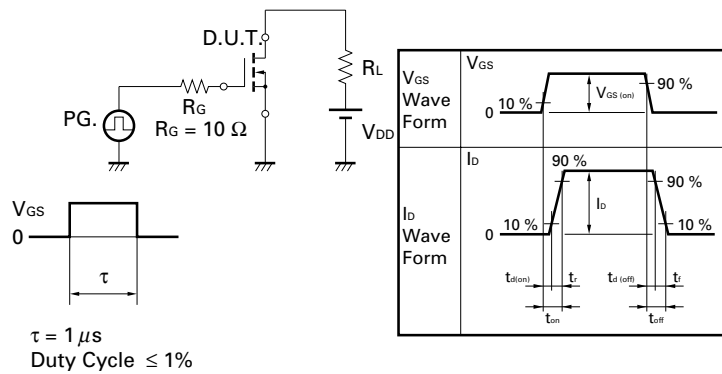 D.U.T.
RL
RG
RG = 10 Ω
PG.
VDD
VGS
0
τ
τ = 1 μs
Duty Cycle ≤ 1%
VGS
Wave
Form
VGS
10 %
0
VGS (on)
90 %
ID
Wave
Form
ID
90 %
90 %
10 %
0
ID
10 %
td(on)
tr
td (off)
tf
ton
toff